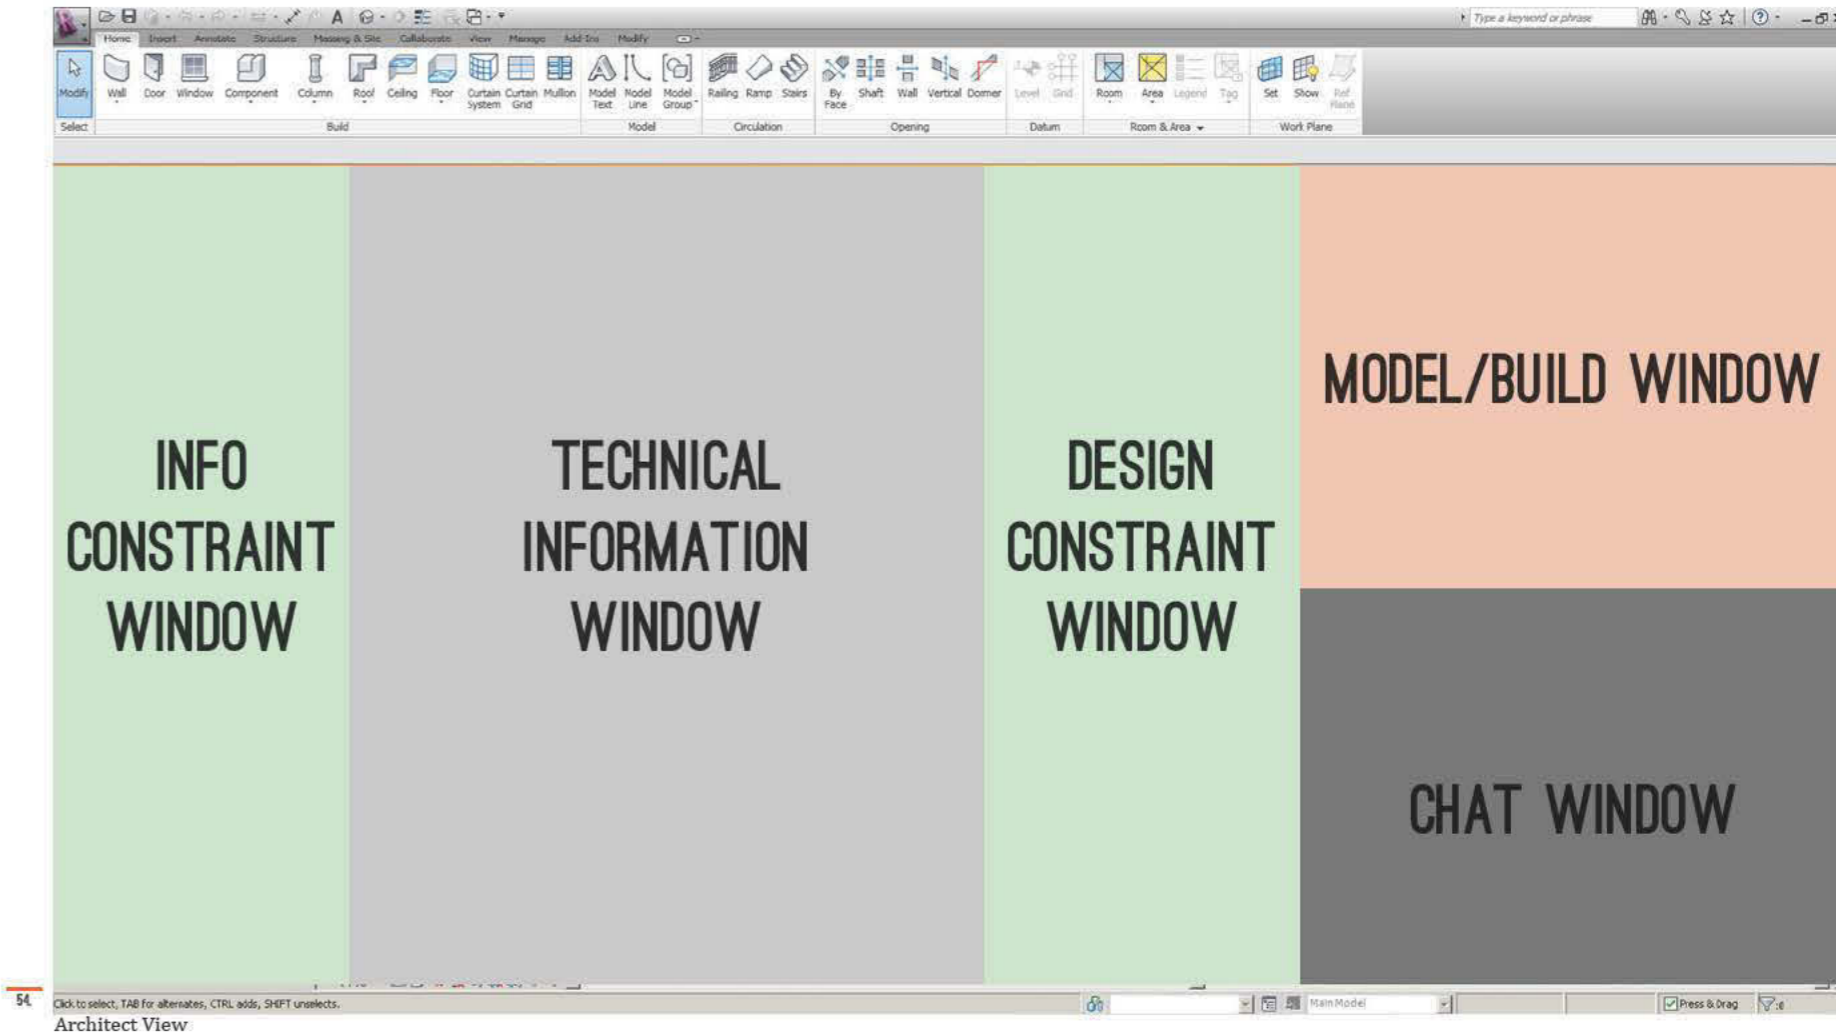 Type a keyword or phrase
Home Insert Annotate Structure Massing & Site Collaborate View Manage Add-Ins Modify
Modify Wall Door Window Component Column Roof Ceiling Floor Curtain System Curtain Grid Mullion Model Text Model Line Model Group Railing Ramp Stairs By Face Shaft Wall Vertical Dormer Level Grid Room Area Legend Tag Set Show Ref Plane
Select Build Model Circulation Opening Datum Room & Area Work Plane
INFO
CONSTRAINT
WINDOW
TECHNICAL
INFORMATION
WINDOW
DESIGN
CONSTRAINT
WINDOW
MODEL/BUILD WINDOW
CHAT WINDOW
54
Click to select, TAB for alternates, CTRL adds, SHIFT unselects.
Main Model
Press & Drag
Architect View